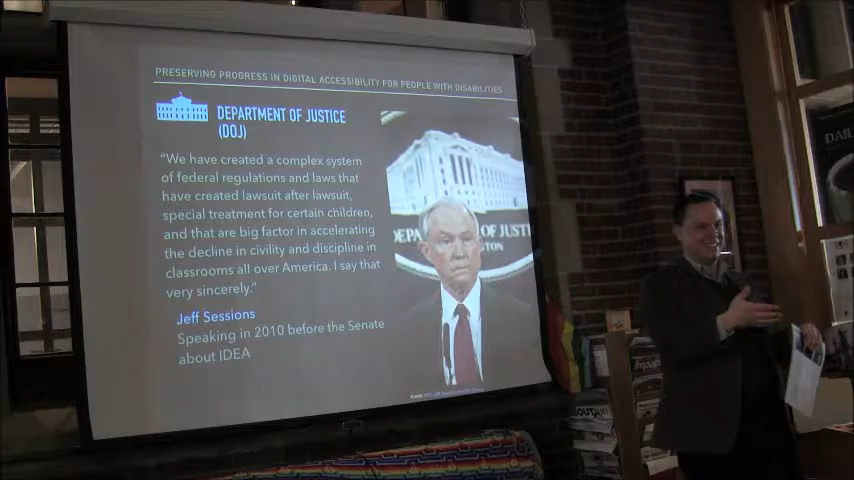 PRESERVING PROGRESS IN DIGITAL ACCESSIBILITY FOR PEOPLE WITH DISABILITIES
DEPARTMENT OF JUSTICE
(DOJ)
"We have created a complex system
of federal regulations and laws that
have created lawsuit after lawsuit,
special treatment for certain children,
and that are big factor in accelerating
the decline in civility and discipline in
classrooms all over America. I say that
very sincerely."
Jeff Sessions
Speaking in 2010 before the Senate
about IDEA
DEPA OF JUST
NGTON
DAIL